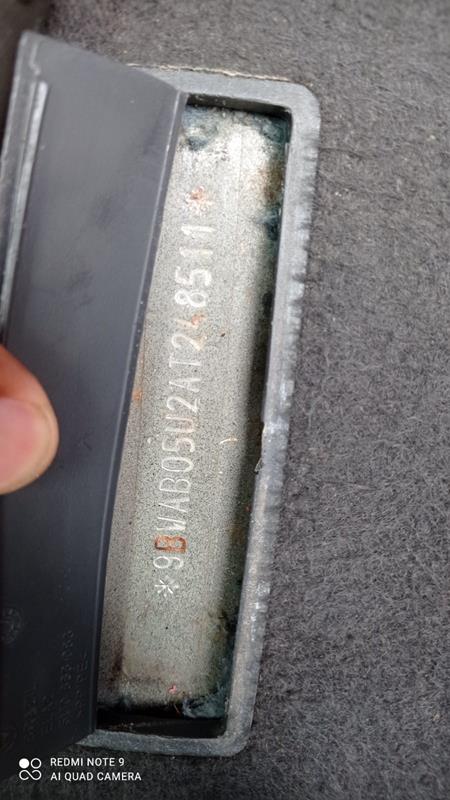 *9BWAB05U2AT248511*
REDMI NOTE 9
AI QUAD CAMERA